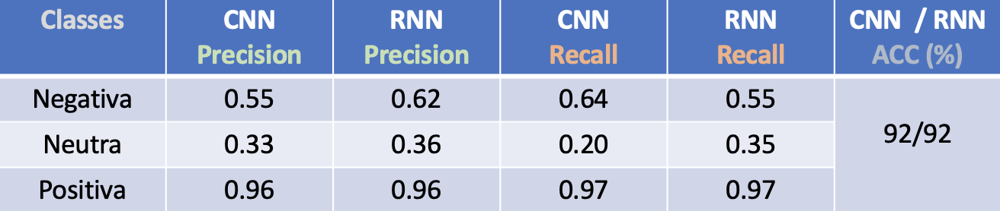 Classes CNN RNN CNN RNN CNN / RNN
Precision Precision Recall Recall ACC (%)
Negativa 0.55 0.62 0.64 0.55
Neutra 0.33 0.36 0.20 0.35 92/92
Positiva 0.96 0.96 0.97 0.97